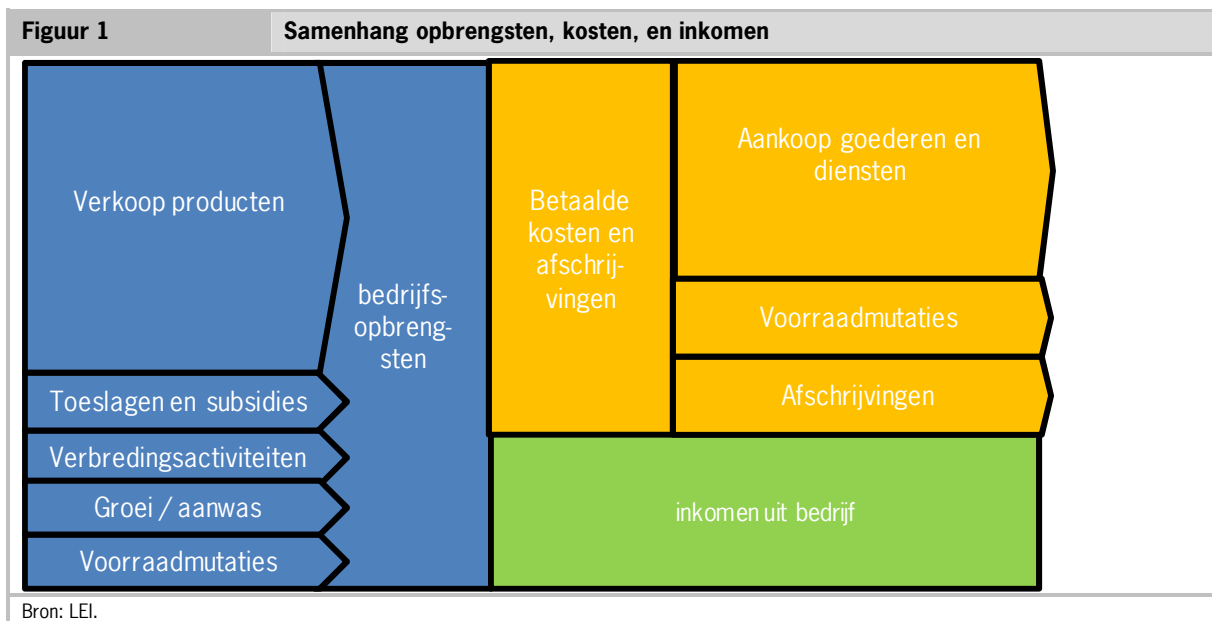 Figuur 1 Samenhang opbrengsten, kosten, en inkomen
Verkoop producten
Toeslagen en subsidies
Verbredingsactiviteiten
Groei / aanwas
Voorraadmutaties
bedrijfs-
opbreng-
sten
Betaalde
kosten en
afschrij-
vingen
Aankoop goederen en
diensten
Voorraadmutaties
Afschrijvingen
inkomen uit bedrijf
Bron: LEI.